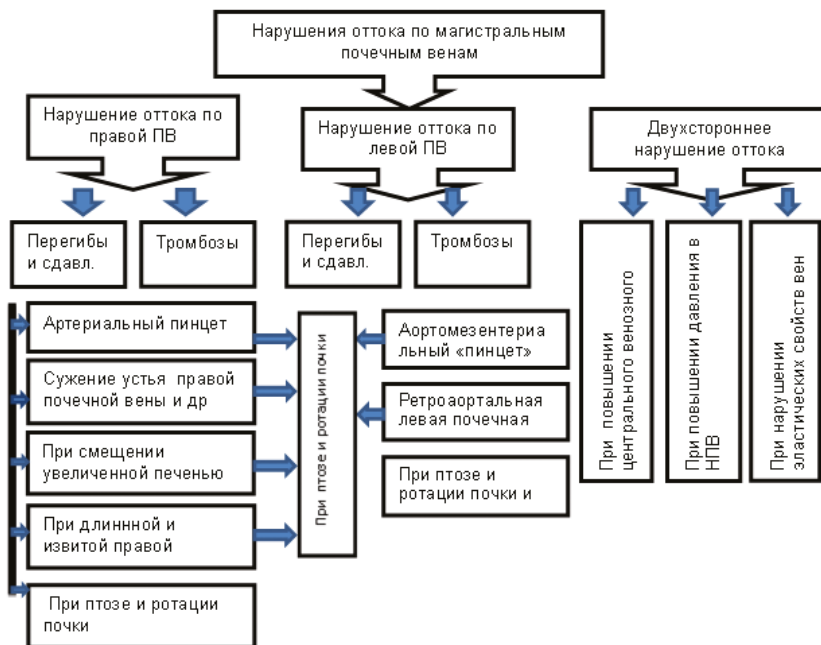 Нарушения оттока по магистральным
почечным венам
Нарушение оттока по
правой ПВ
Нарушение оттока по
левой ПВ
Двухстороннее
нарушение оттока
Перегибы
и сдавл.
Тромбозы
Перегибы
и сдавл.
Тромбозы
При повышении
центрального венозного
При повышении давления в
НПВ
При нарушении
эластических свойств вен
Артериальный пинцет
Сужение устья правой
почечной вены и др
При смещении
увеличенной печенью
При длиннной и
извитой правой
При птозе и ротации
почки
При птозе и ротации почки
Аортомезентериа
льный «пинцет»
Ретроаортальная
левая почечная
При птозе и
ротации почки и